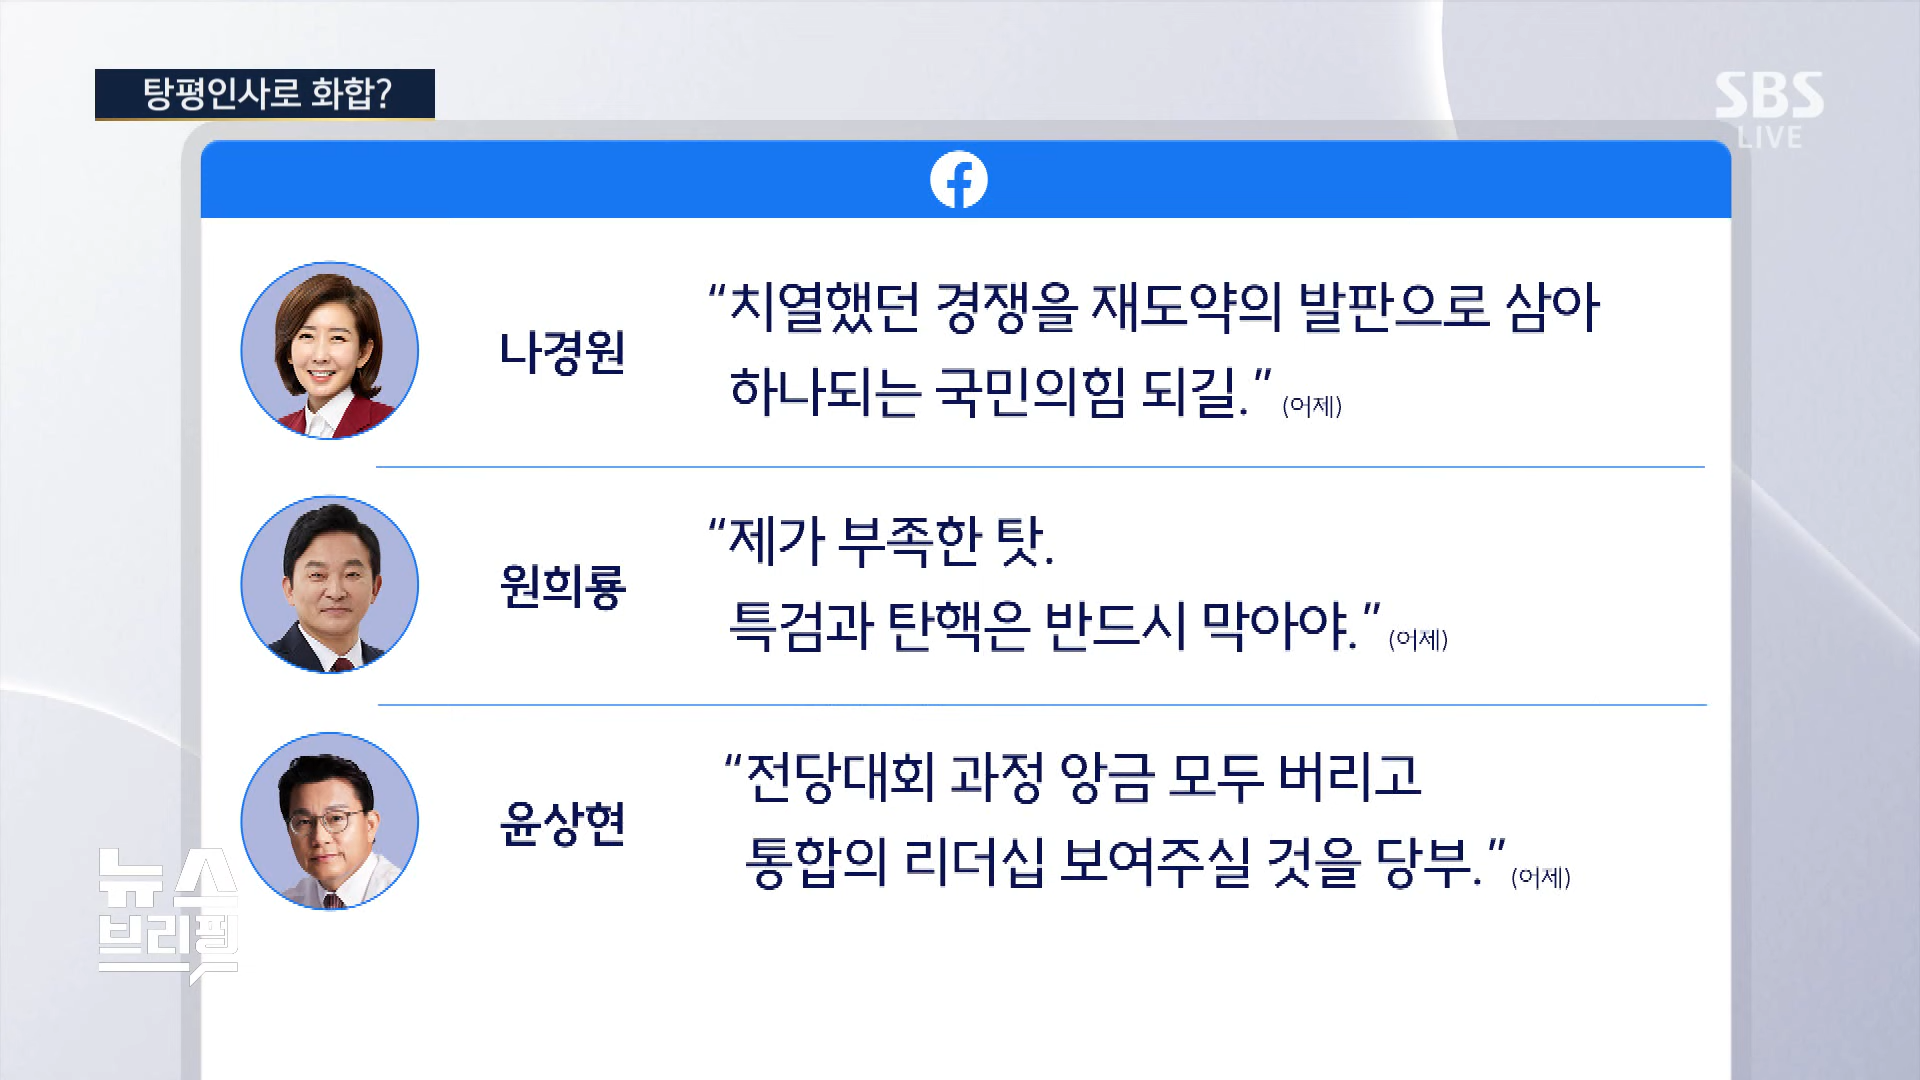 탕평인사로 화합?
SBS
LIVE
나경원
“치열했던 경쟁을 재도약의 발판으로 삼아
하나되는 국민의힘 되길.” (어제)
원희룡
“제가 부족한 탓.
특검과 탄핵은 반드시 막아야.” (어제)
윤상현
“전당대회 과정 앙금 모두 버리고
통합의 리더십 보여주실 것을 당부.” (어제)
뉴스
브리핑